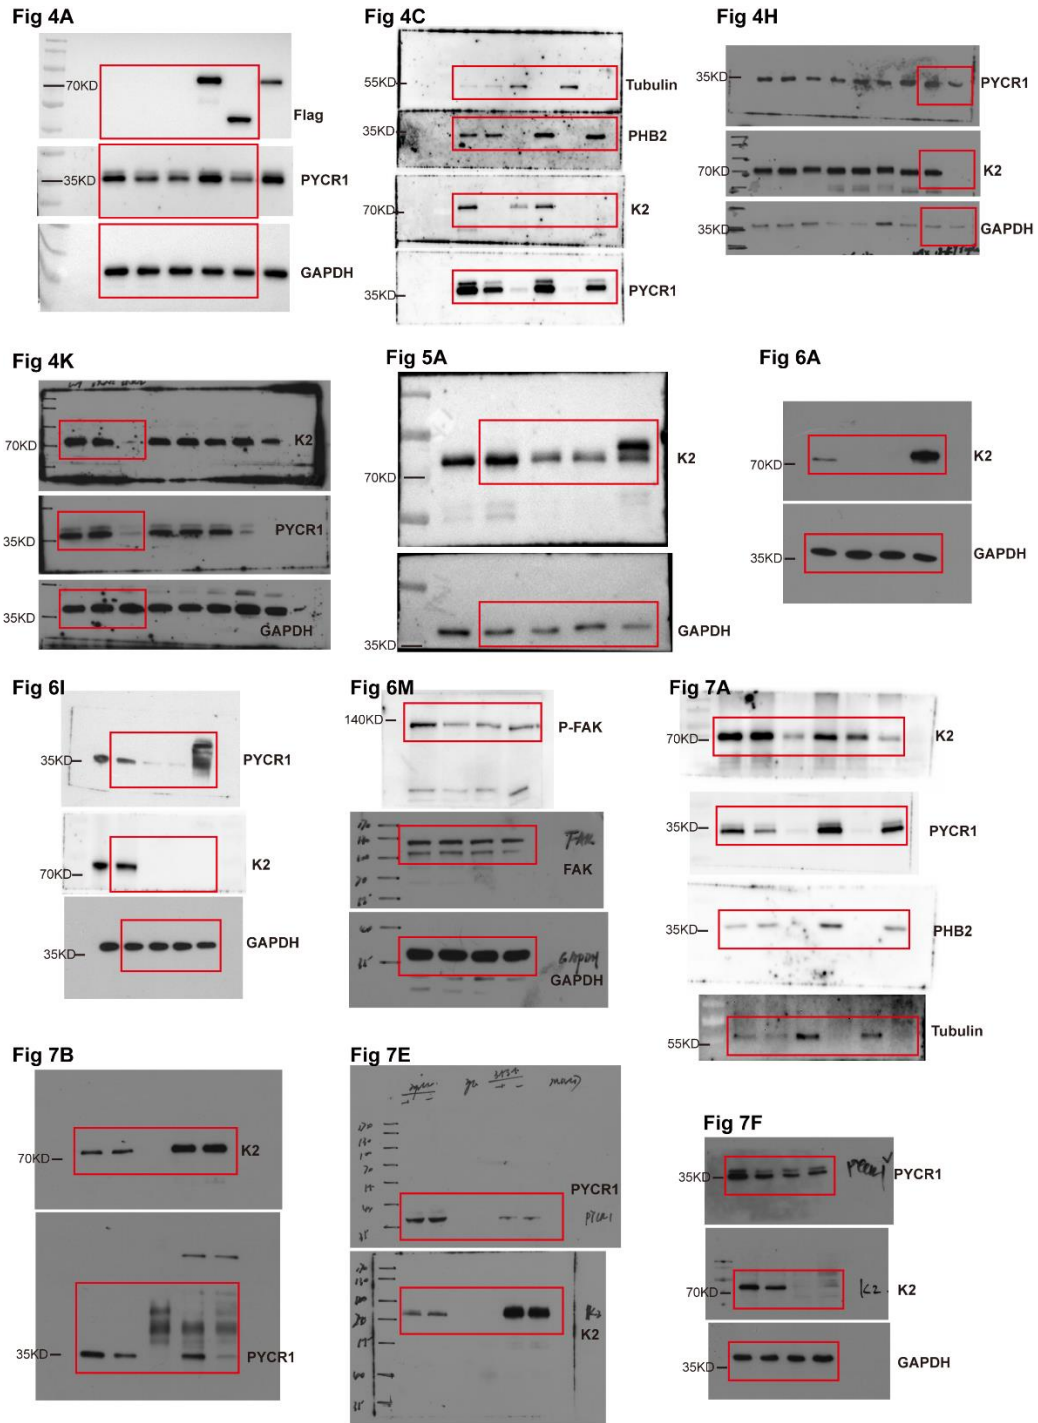 Fig 4A
70KD
Flag
35KD
PYCR1
GAPDH
Fig 4C
55KD
Tubulin
35KD
PHB2
70KD
K2
35KD
PYCR1
Fig 4H
35KD
PYCR1
70KD
K2
35KD
GAPDH
Fig 4K
70KD
K2
35KD
PYCR1
35KD
GAPDH
Fig 5A
70KD
K2
35KD
GAPDH
Fig 6A
70KD
K2
35KD
GAPDH
Fig 6I
35KD
PYCR1
70KD
K2
35KD
GAPDH
Fig 6M
140KD
P-FAK
FAK
FAK
GAPDH
GAPDH
Fig 7A
70KD
K2
35KD
PYCR1
35KD
PHB2
55KD
Tubulin
Fig 7B
70KD
K2
35KD
PYCR1
Fig 7E
PYCR1
PYCR1
K2
K2
Fig 7F
35KD
PYCR1
70KD
K2
K2
35KD
GAPDH